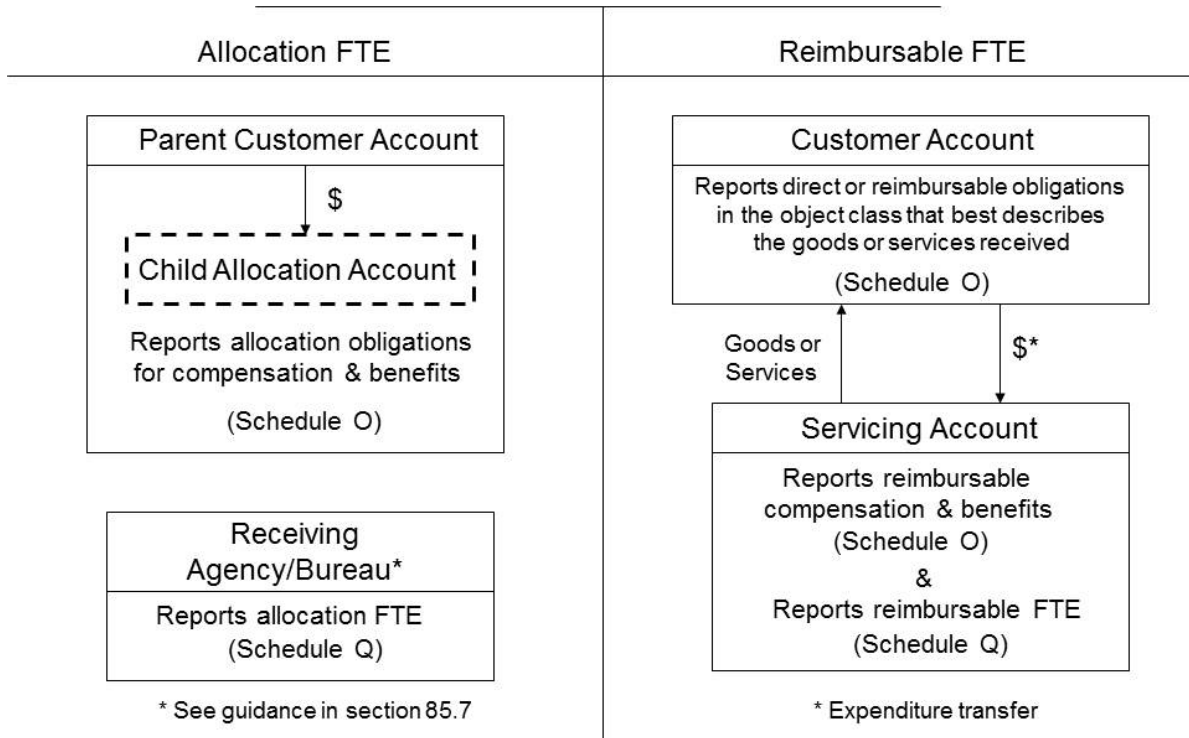 Allocation FTE
Parent Customer Account
$
Child Allocation Account
Reports allocation obligations
for compensation & benefits
(Schedule O)
Receiving
Agency/Bureau*
Reports allocation FTE
(Schedule Q)
* See guidance in section 85.7
Reimbursable FTE
Customer Account
Reports direct or reimbursable obligations
in the object class that best describes
the goods or services received
(Schedule O)
Goods or
Services
$*
Servicing Account
Reports reimbursable
compensation & benefits
(Schedule O)
&
Reports reimbursable FTE
(Schedule Q)
* Expenditure transfer